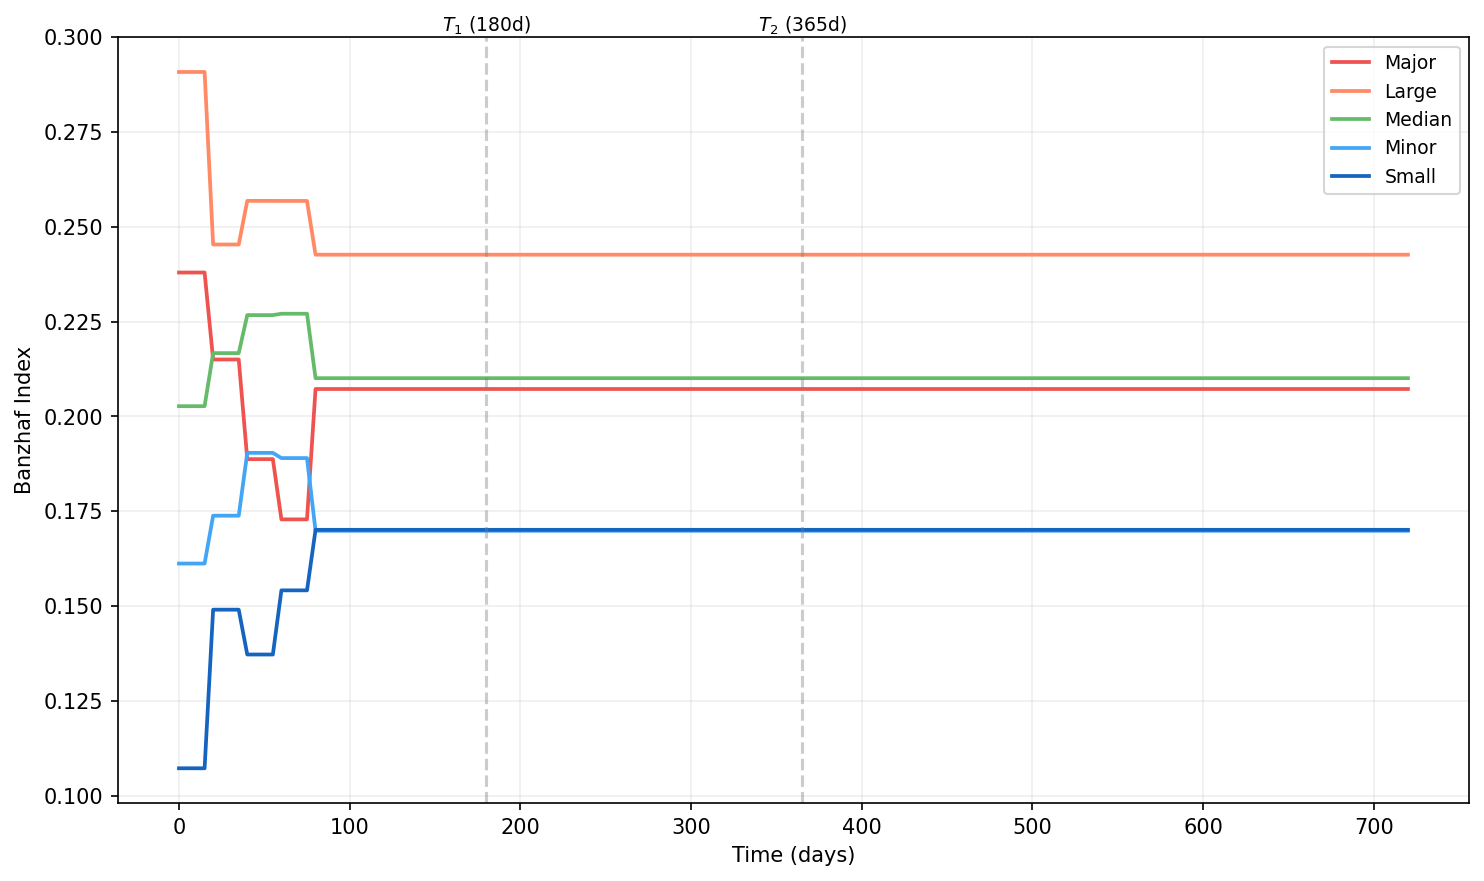 T₁ (180d) T₂ (365d)
0.300
0.275
0.250
0.225
0.200
0.175
0.150
0.125
0.100
Banzhaf Index
Major
Large
Median
Minor
Small
0 100 200 300 400 500 600 700
Time (days)